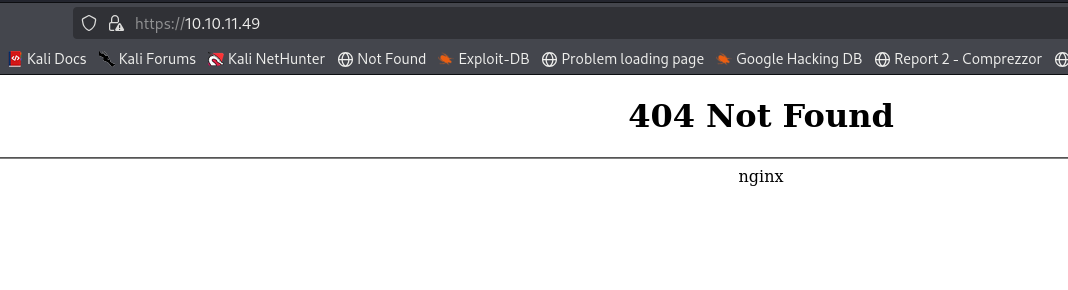 https://10.10.11.49
Kali Docs Kali Forums Kali NetHunter Not Found Exploit-DB Problem loading page Google Hacking DB Report 2 - Comprezzor
404 Not Found
nginx